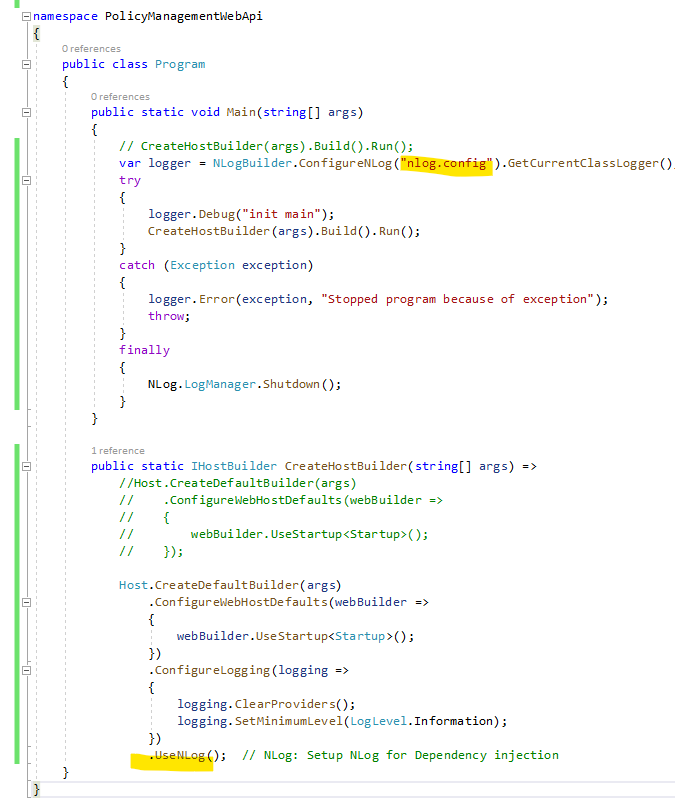 namespace PolicyManagementWebApi
{
0 references
public class Program
{
0 references
public static void Main(string[] args)
{
// CreateHostBuilder(args).Build().Run();
var logger = NLogBuilder.ConfigureNLog("nlog.config").GetCurrentClassLogger();
try
{
logger.Debug("init main");
CreateHostBuilder(args).Build().Run();
}
catch (Exception exception)
{
logger.Error(exception, "Stopped program because of exception");
throw;
}
finally
{
NLog.LogManager.Shutdown();
}
}
1 reference
public static IHostBuilder CreateHostBuilder(string[] args) =>
//Host.CreateDefaultBuilder(args)
//    .ConfigureWebHostDefaults(webBuilder =>
//    {
//        webBuilder.UseStartup<Startup>();
//    });
Host.CreateDefaultBuilder(args)
.ConfigureWebHostDefaults(webBuilder =>
{
webBuilder.UseStartup<Startup>();
})
.ConfigureLogging(logging =>
{
logging.ClearProviders();
logging.SetMinimumLevel(LogLevel.Information);
})
.UseNLog();  // NLog: Setup NLog for Dependency injection
}
}